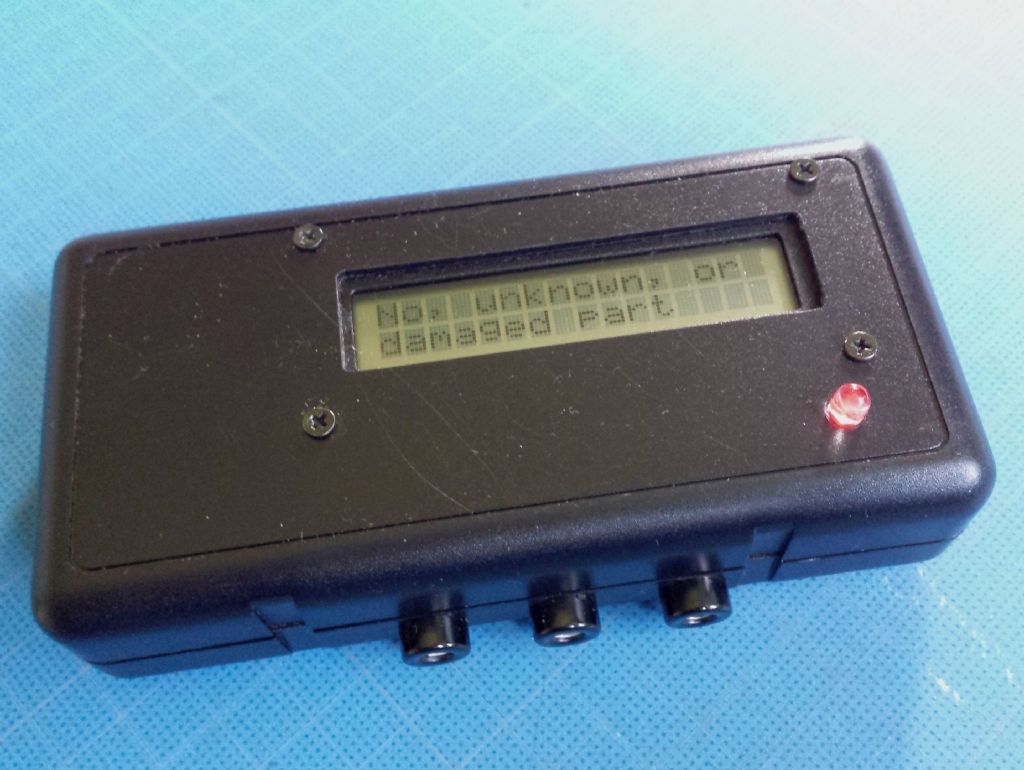 No, unknown, or
damaged part